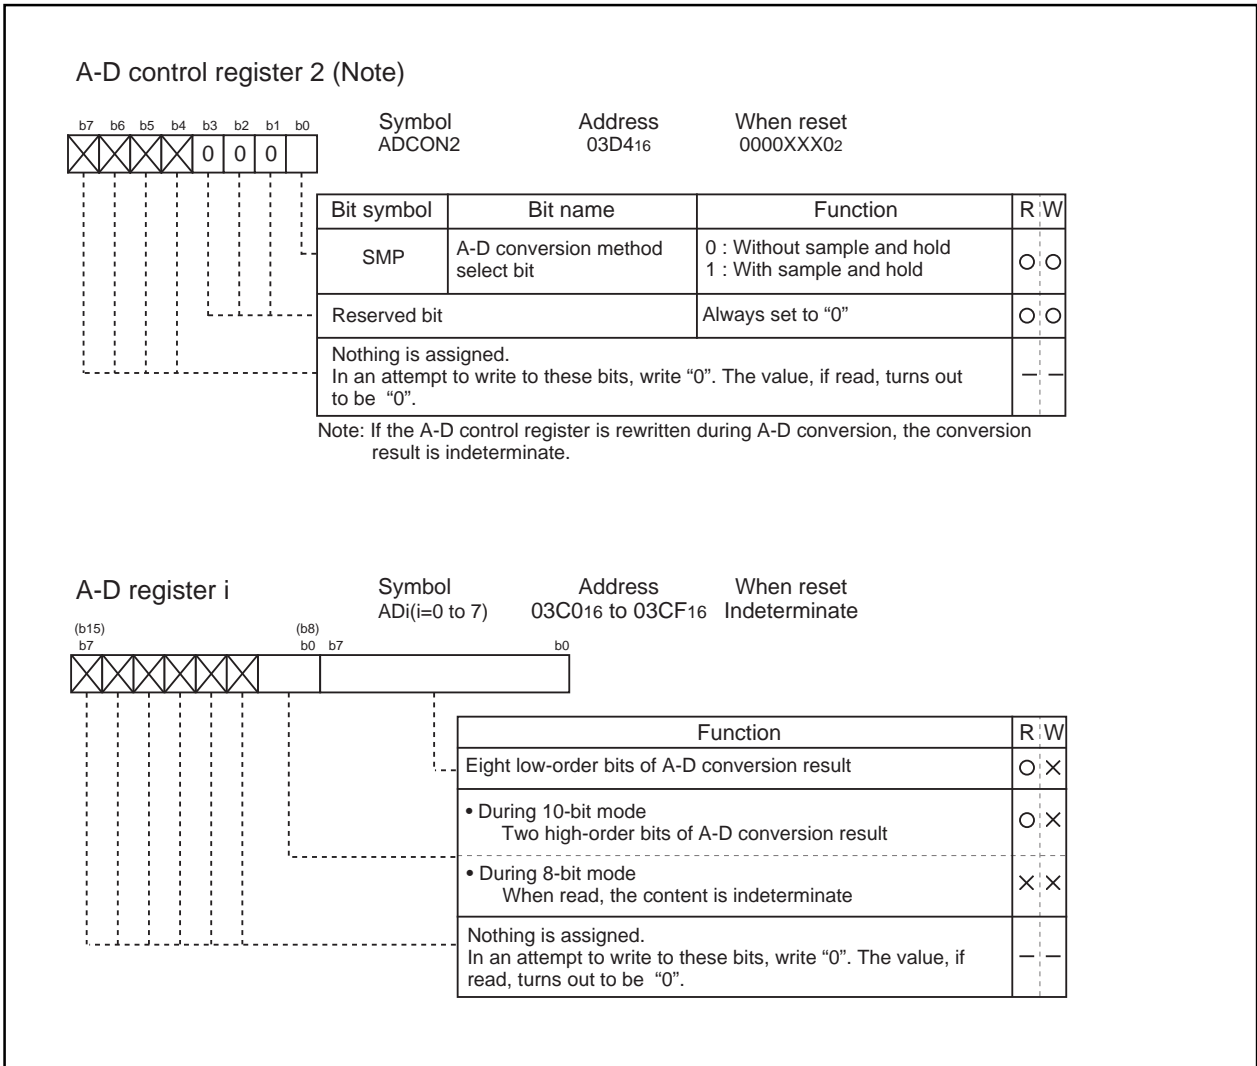 A-D control register 2 (Note)
b7 b6 b5 b4 b3 b2 b1 b0
0 0 0
Symbol Address When reset
ADCON2 03D416 0000XXX02
Bit symbol Bit name Function R W
SMP A-D conversion method select bit 0 : Without sample and hold
1 : With sample and hold
Reserved bit Always set to “0”
Nothing is assigned.
In an attempt to write to these bits, write “0”. The value, if read, turns out
to be “0”.
Note: If the A-D control register is rewritten during A-D conversion, the conversion
result is indeterminate.
A-D register i
Symbol Address When reset
ADi(i=0 to 7) 03C016 to 03CF16 Indeterminate
(b15) (b8)
b7 b0 b7 b0
Function R W
Eight low-order bits of A-D conversion result
• During 10-bit mode
Two high-order bits of A-D conversion result
• During 8-bit mode
When read, the content is indeterminate
Nothing is assigned.
In an attempt to write to these bits, write “0”. The value, if
read, turns out to be “0”.